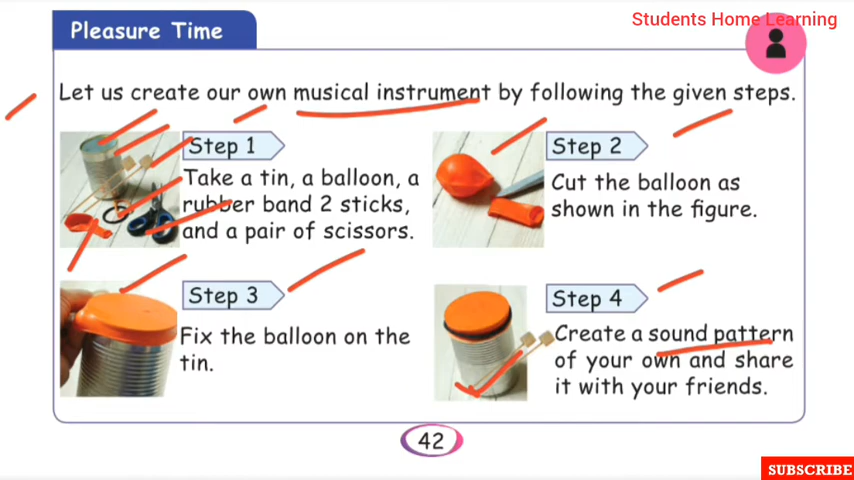 Students Home Learning
Pleasure Time
Let us create our own musical instrument by following the given steps.
Step 1
Take a tin, a balloon, a
rubber band 2 sticks,
and a pair of scissors.
Step 2
Cut the balloon as
shown in the figure.
Step 3
Fix the balloon on the
tin.
Step 4
Create a sound pattern
of your own and share
it with your friends.
42
SUBSCRIBE